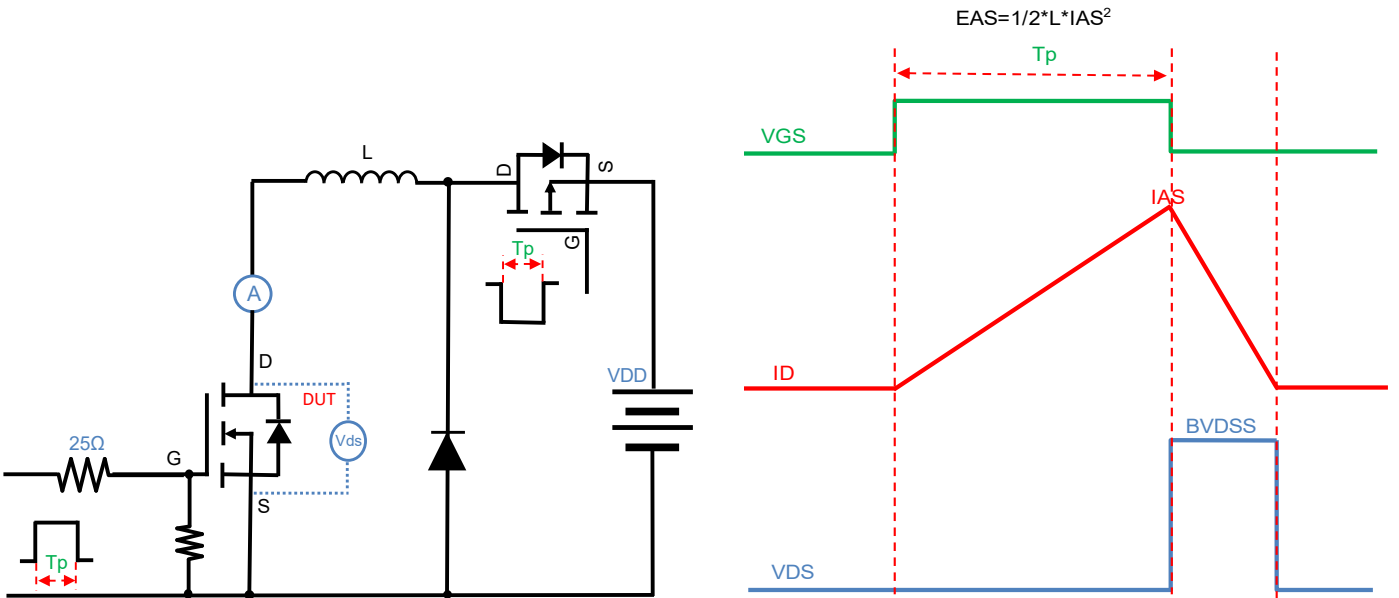 L
D
S
G
Tp
A
D
DUT
Vds
25Ω
G
S
Tp
VDD
EAS=1/2*L*IAS²
Tp
VGS
IAS
ID
BVDSS
VDS